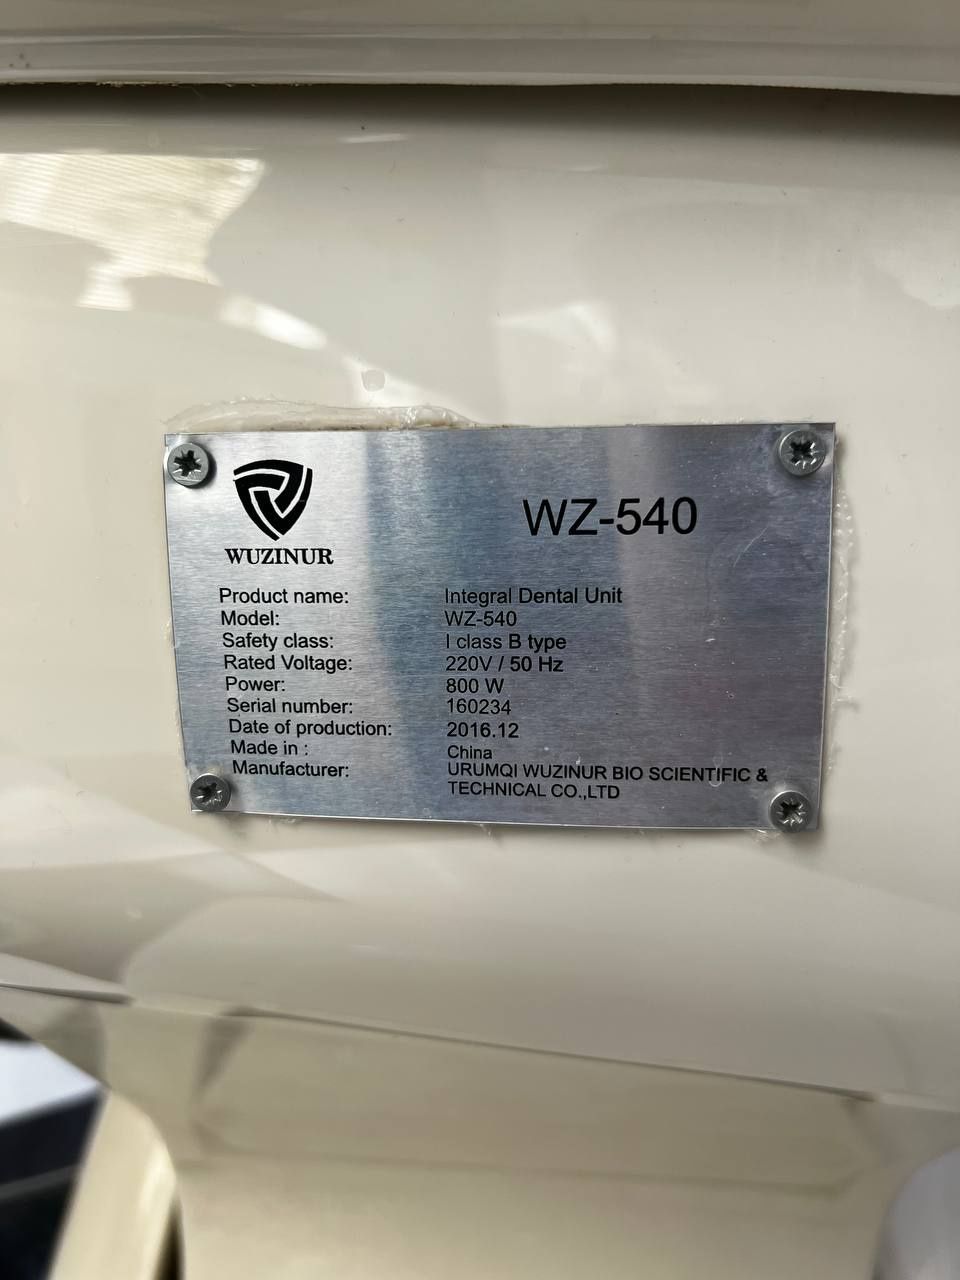 WUZINUR
WZ-540
Product name: Integral Dental Unit
Model: WZ-540
Safety class: I class B type
Rated Voltage: 220V / 50 Hz
Power: 800 W
Serial number: 160234
Date of production: 2016.12
Made in : China
Manufacturer: URUMQI WUZINUR BIO SCIENTIFIC &
TECHNICAL CO.,LTD